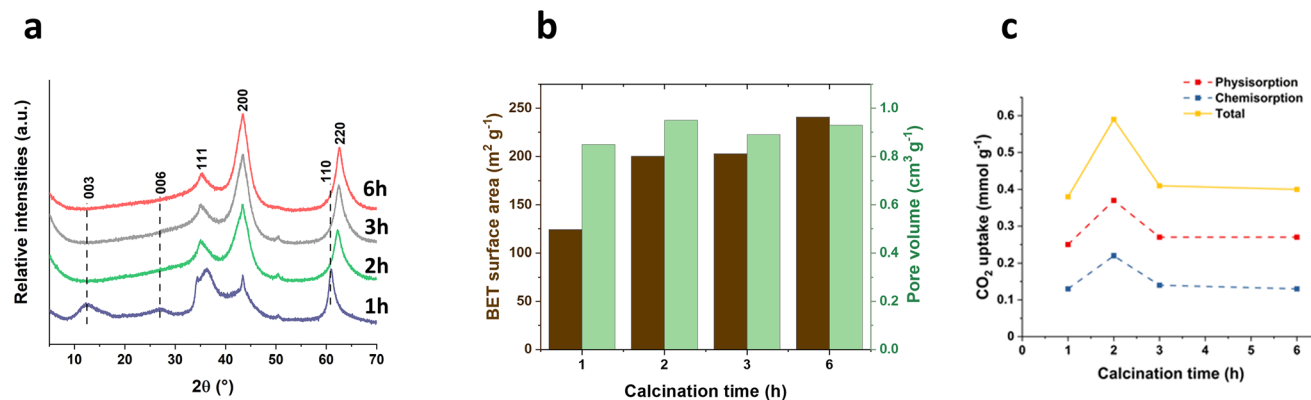 a
Relative intensities (a.u.)
003
006
111
200
110
220
6h
3h
2h
1h
10 20 30 40 50 60 70
2θ (°)
b
BET surface area (m² g⁻¹)
250
200
150
100
50
0
1.0
0.8
0.6
0.4
0.2
0.0
Pore volume (cm³ g⁻¹)
1 2 3 6
Calcination time (h)
c
Physisorption
Chemisorption
Total
CO₂ uptake (mmol g⁻¹)
0.6
0.5
0.4
0.3
0.2
0.1
0
0 1 2 3 4 5 6
Calcination time (h)